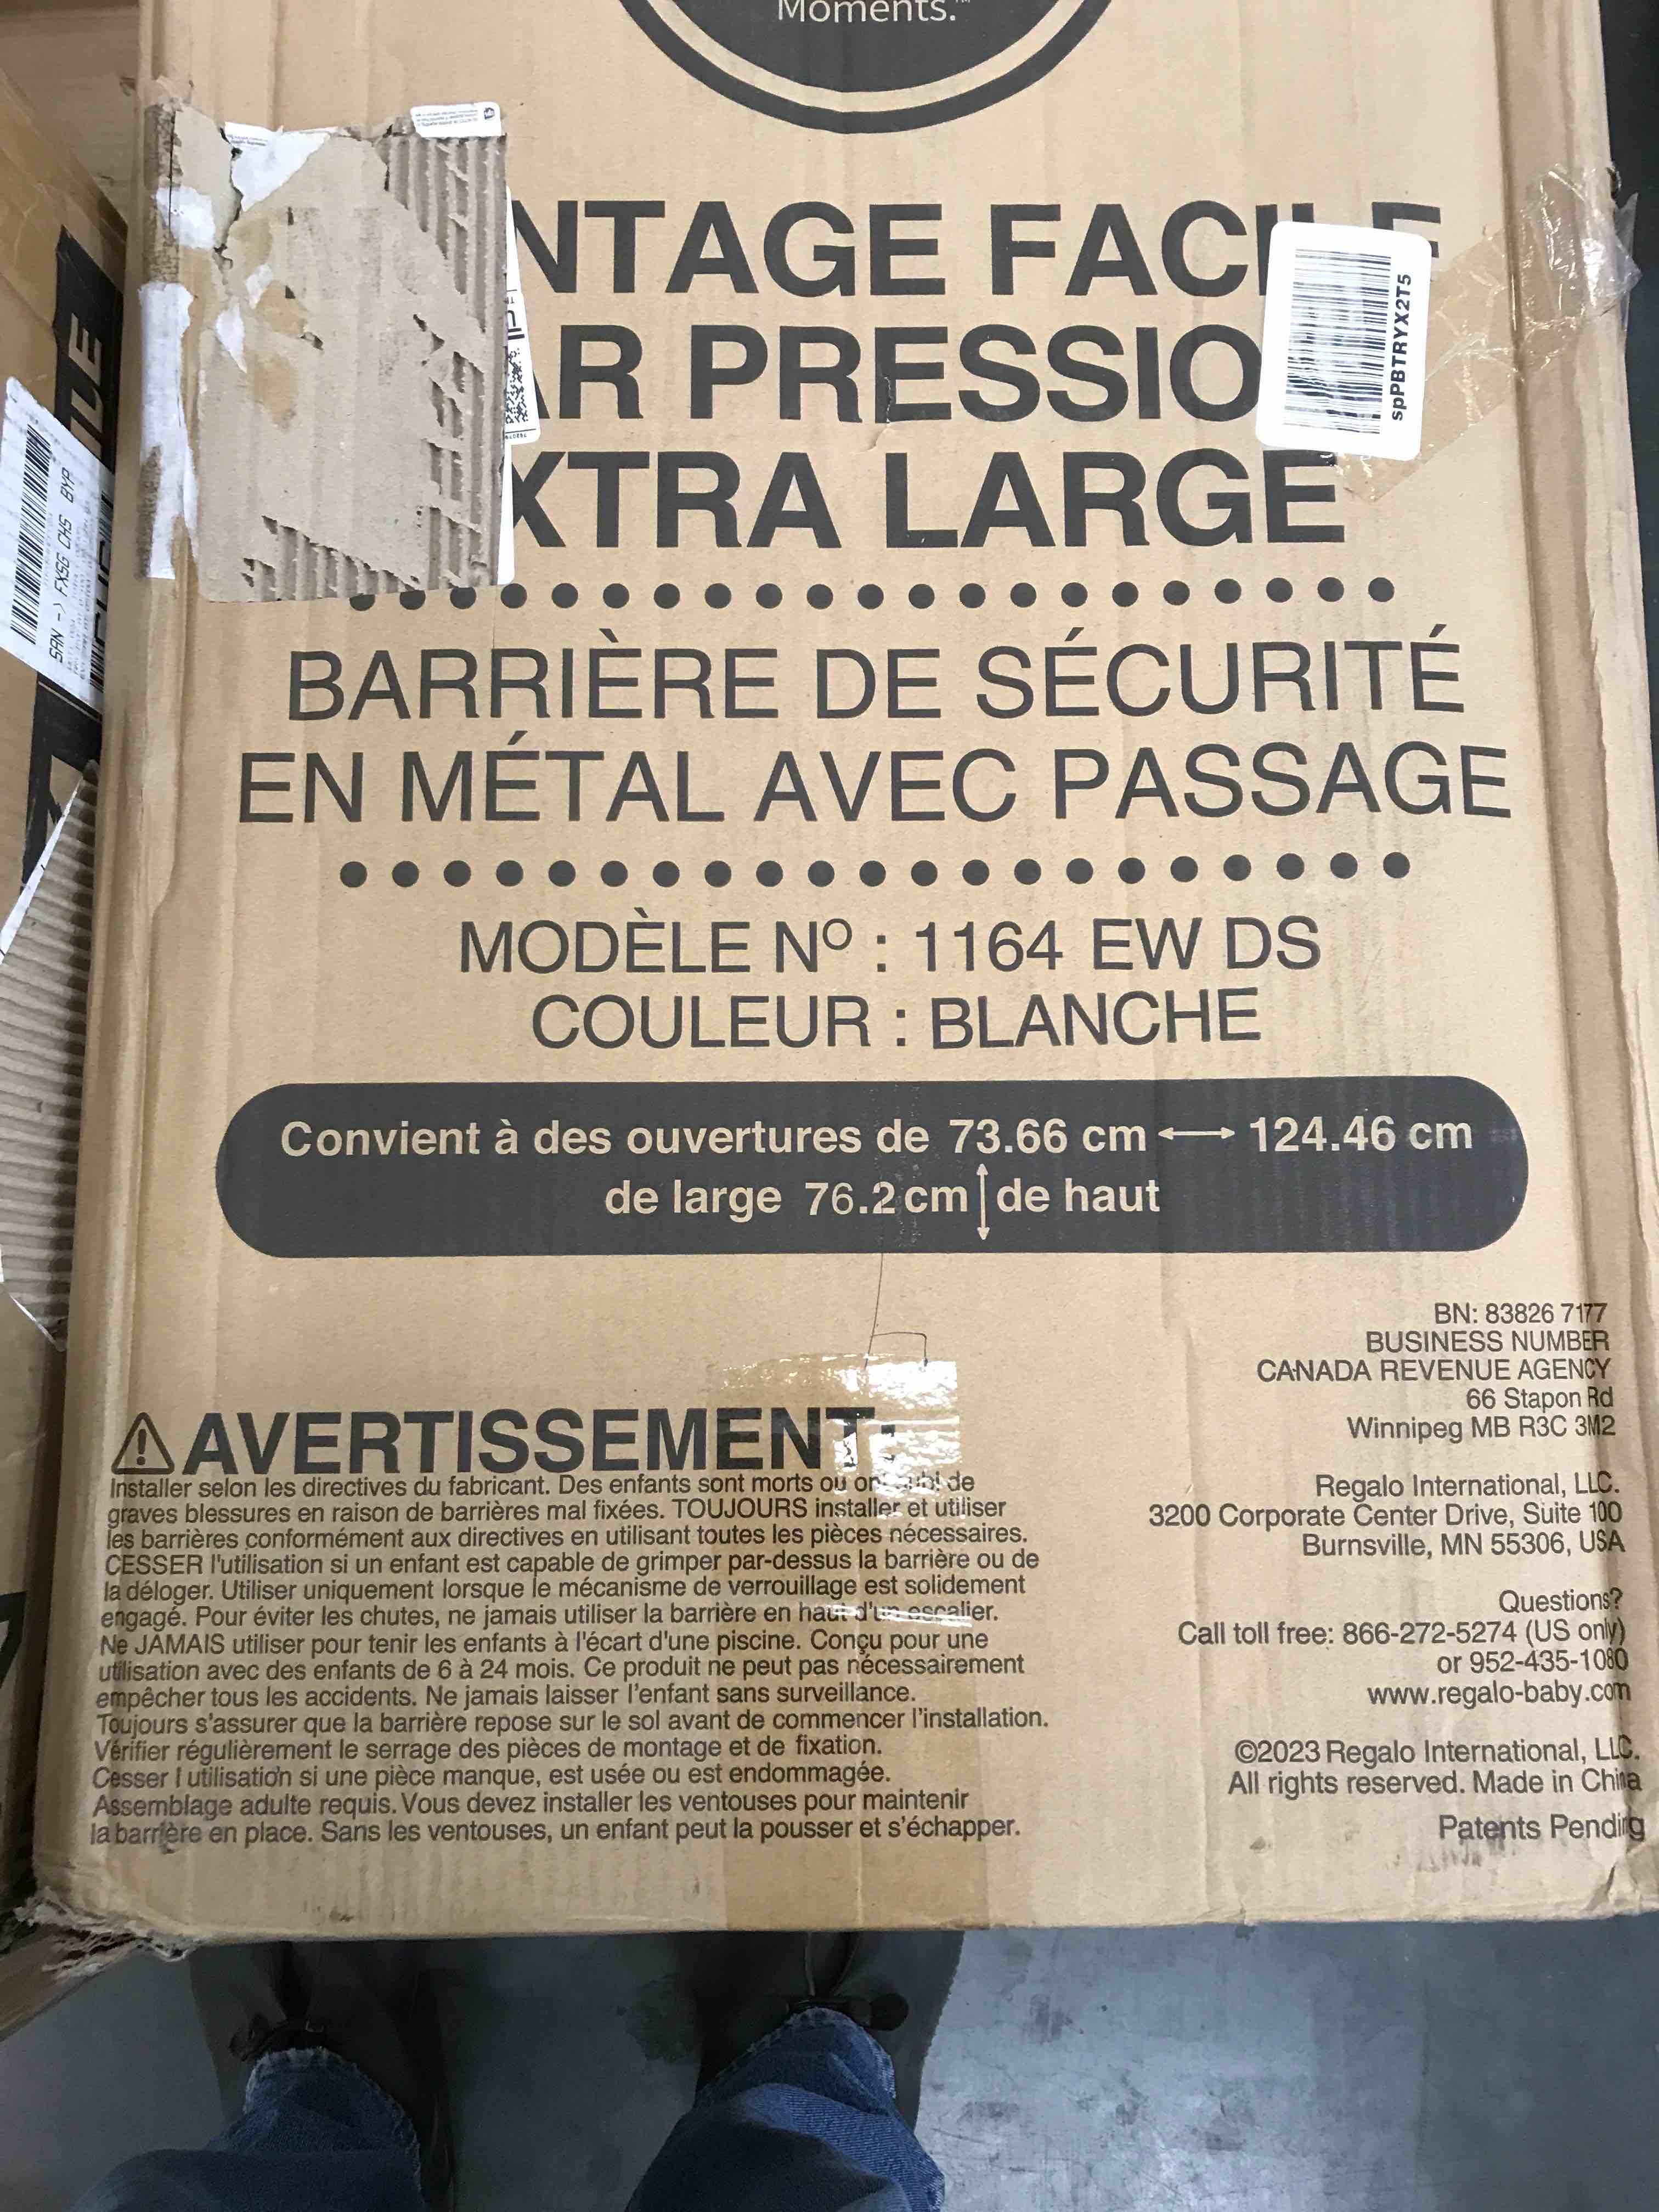 Moments.™
NTAGE FACILE
AR PRESSIO
XTRA LARGE
spPBTRYX2T5
SAN -> FXSG CHS BYP
ILE
BARRIÈRE DE SÉCURITÉ
EN MÉTAL AVEC PASSAGE
MODÈLE Nº : 1164 EW DS
COULEUR : BLANCHE
Convient à des ouvertures de 73.66 cm ⟷ 124.46 cm
de large 76.2 cm ↕ de haut
BN: 83826 7177
BUSINESS NUMBER
CANADA REVENUE AGENCY
66 Stapon Rd
Winnipeg MB R3C 3M2
Regalo International, LLC.
3200 Corporate Center Drive, Suite 100
Burnsville, MN 55306, USA
Questions?
Call toll free: 866-272-5274 (US only)
or 952-435-1080
www.regalo-baby.com
©2023 Regalo International, LLC.
All rights reserved. Made in China
Patents Pending
⚠ AVERTISSEMENT:
Installer selon les directives du fabricant. Des enfants sont morts ou ont subi de
graves blessures en raison de barrières mal fixées. TOUJOURS installer et utiliser
les barrières conformément aux directives en utilisant toutes les pièces nécessaires.
CESSER l'utilisation si un enfant est capable de grimper par-dessus la barrière ou de
la déloger. Utiliser uniquement lorsque le mécanisme de verrouillage est solidement
engagé. Pour éviter les chutes, ne jamais utiliser la barrière en haut d'un escalier.
Ne JAMAIS utiliser pour tenir les enfants à l'écart d'une piscine. Conçu pour une
utilisation avec des enfants de 6 à 24 mois. Ce produit ne peut pas nécessairement
empêcher tous les accidents. Ne jamais laisser l'enfant sans surveillance.
Toujours s'assurer que la barrière repose sur le sol avant de commencer l'installation.
Vérifier régulièrement le serrage des pièces de montage et de fixation.
Cesser l utilisation si une pièce manque, est usée ou est endommagée.
Assemblage adulte requis. Vous devez installer les ventouses pour maintenir
la barrière en place. Sans les ventouses, un enfant peut la pousser et s'échapper.